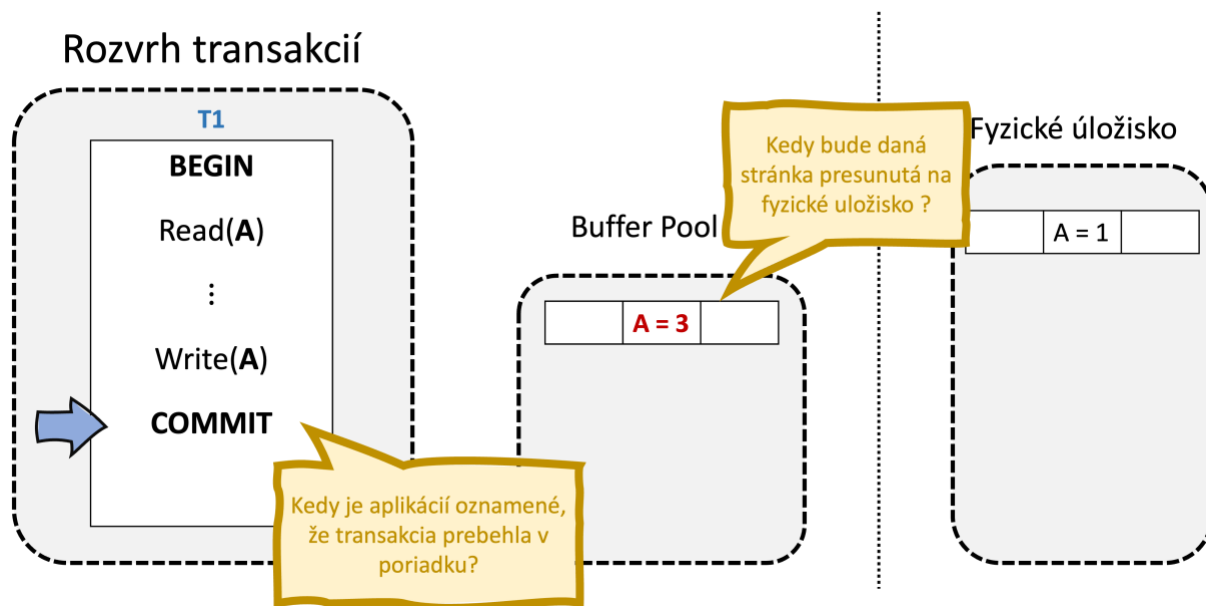 Rozvrh transakcií
T1
BEGIN
Read(A)
⋮
Write(A)
COMMIT
Kedy je aplikácií oznamené,
že transakcia prebehla v
poriadku?
Buffer Pool
A = 3
Kedy bude daná
stránka presunutá na
fyzické uložisko ?
Fyzické úložisko
A = 1